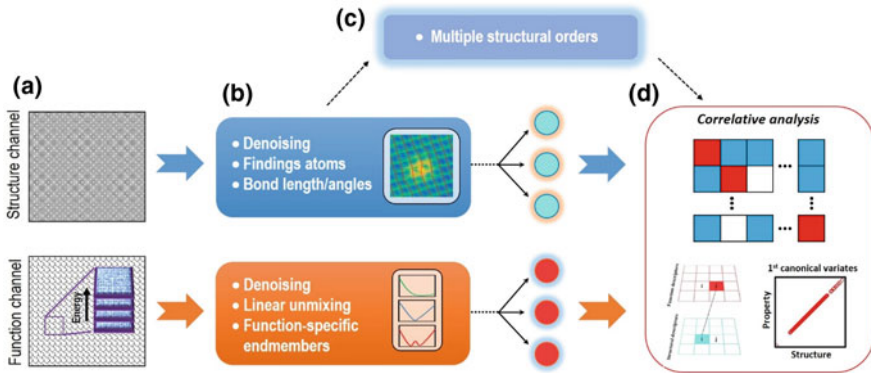 (c)
• Multiple structural orders
(a)
(b)
(d)
Structure channel
• Denoising
• Findings atoms
• Bond length/angles
Correlative analysis
Function channel
Energy
• Denoising
• Linear unmixing
• Function-specific
endmembers
1st canonical variates
Property
Structure